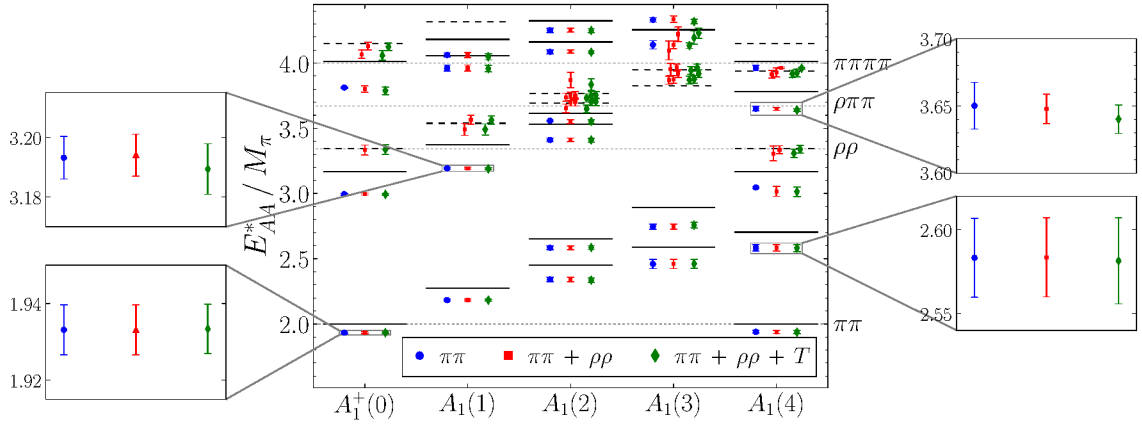 3.20
3.18
1.94
1.92
E*_{AA} / M_π
4.0
3.5
3.0
2.5
2.0
ππππ
ρππ
ρρ
ππ
ππ
ππ + ρρ
ππ + ρρ + T
A₁⁺(0)
A₁(1)
A₁(2)
A₁(3)
A₁(4)
3.70
3.65
3.60
2.60
2.55